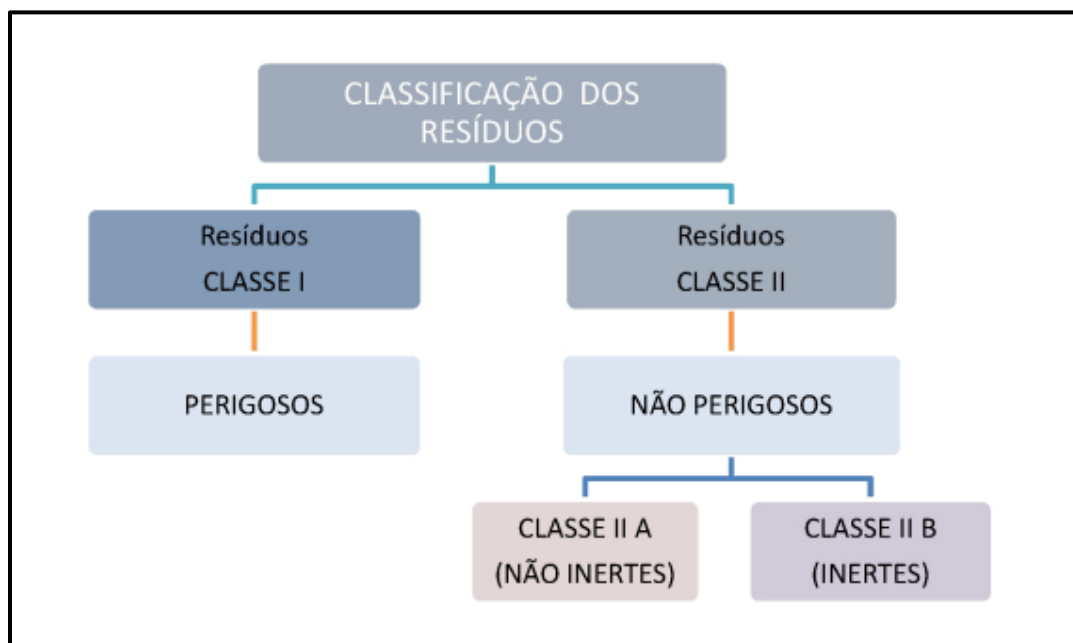 CLASSIFICAÇÃO DOS
RESÍDUOS
Resíduos
CLASSE I
Resíduos
CLASSE II
PERIGOSOS
NÃO PERIGOSOS
CLASSE II A
(NÃO INERTES)
CLASSE II B
(INERTES)